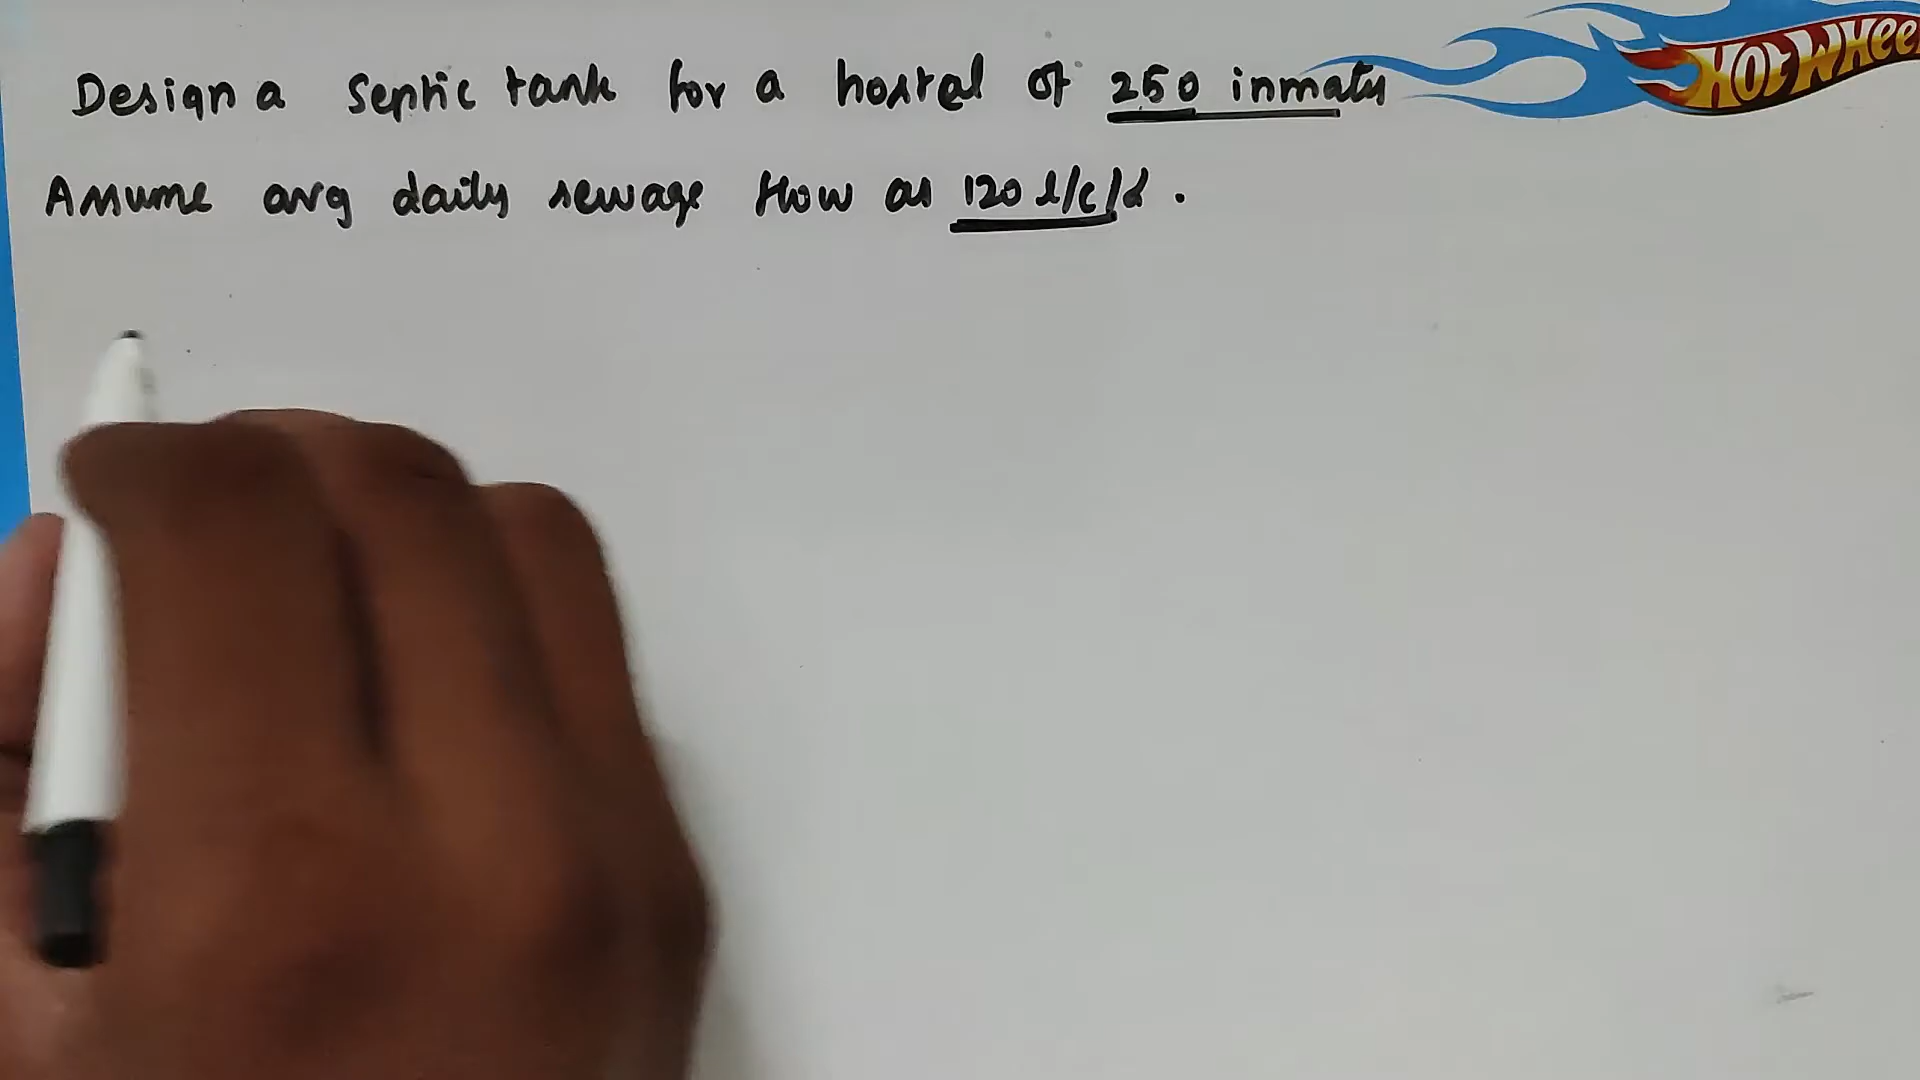 Design a septic tank for a hostel of 250 inmates
HOT WHEE
Assume avg daily sewage flow as 120 l/c/d.